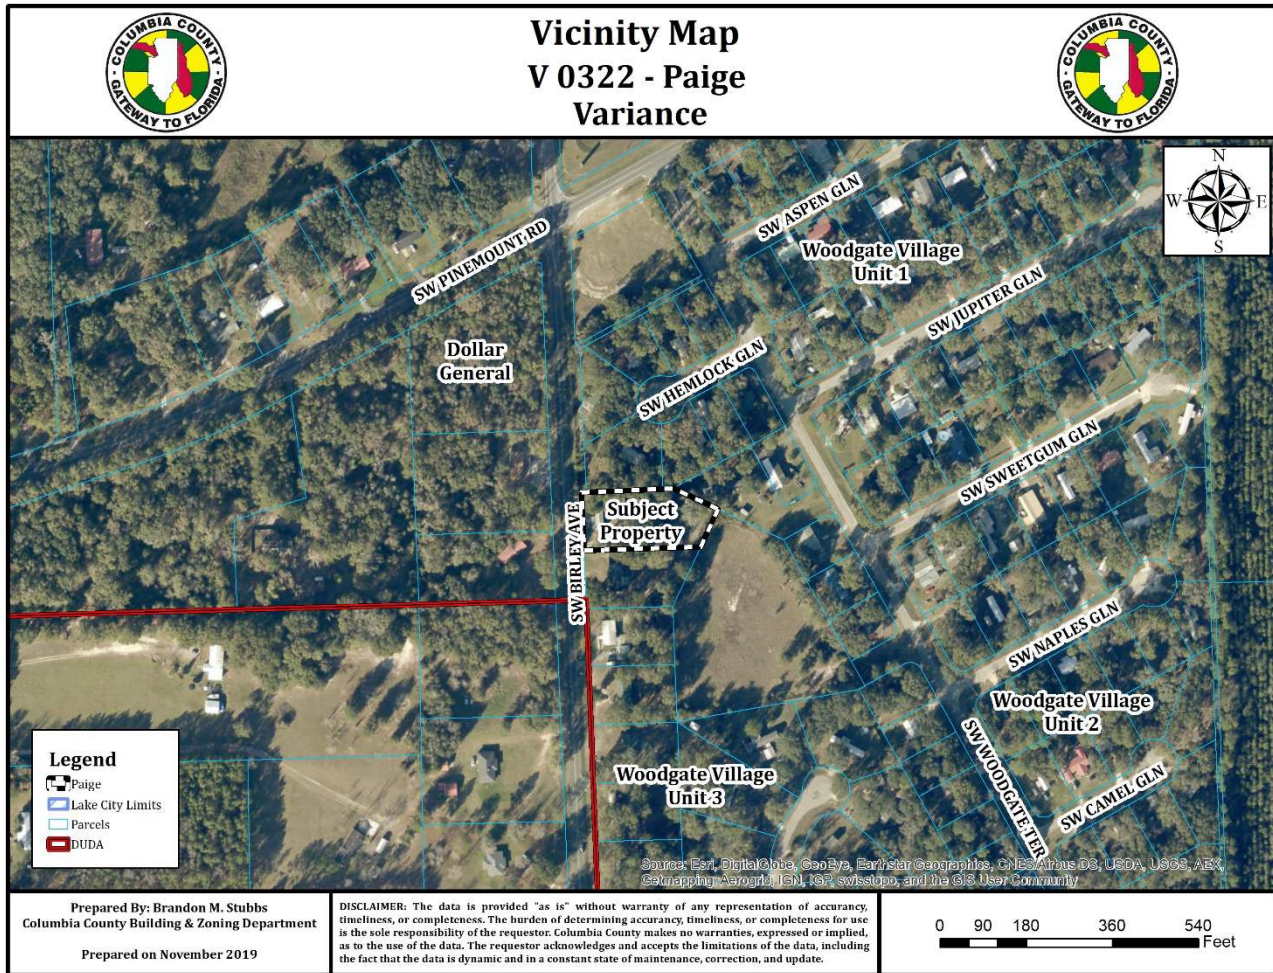 COLUMBIA COUNTY
GATEWAY TO FLORIDA
Vicinity Map
V 0322 - Paige
Variance
COLUMBIA COUNTY
GATEWAY TO FLORIDA
N
W E
S
SW PINEMOUNT RD
SW ASPEN GLN
Woodgate Village
Unit 1
SW JUPITER GLN
Dollar
General
SW HEMLOCK GLN
SW SWEETGUM GLN
Subject
Property
SW BIRLEY AVE
SW NAPLES GLN
Woodgate Village
Unit 2
SW WOODGATE TER
Woodgate Village
Unit 3
SW CAMEL GLN
Legend
Paige
Lake City Limits
Parcels
DUDA
Source: Esri, DigitalGlobe, GeoEye, Earthstar Geographics, CNES/Airbus DS, USDA, USGS, AEX,
Getmapping, Aerogrid, IGN, IGP, swisstopo, and the GIS User Community
Prepared By: Brandon M. Stubbs
Columbia County Building & Zoning Department
Prepared on November 2019
DISCLAIMER: The data is provided "as is" without warranty of any representation of accuracy,
timeliness, or completeness. The burden of determining accuracy, timeliness, or completeness for use
is the sole responsibility of the requestor. Columbia County makes no warranties, expressed or implied,
as to the use of the data. The requestor acknowledges and accepts the limitations of the data, including
the fact that the data is dynamic and in a constant state of maintenance, correction, and update.
0 90 180 360 540
Feet